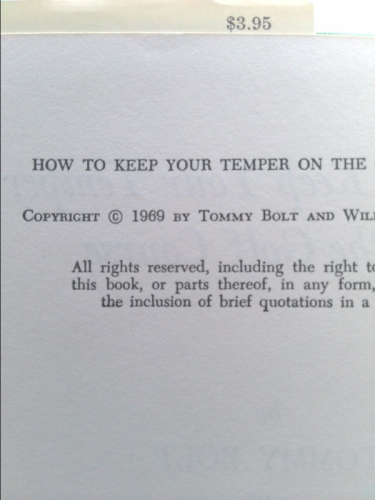 $3.95
HOW TO KEEP YOUR TEMPER ON THE
COPYRIGHT © 1969 BY TOMMY BOLT AND WILL
All rights reserved, including the right to
this book, or parts thereof, in any form,
the inclusion of brief quotations in a